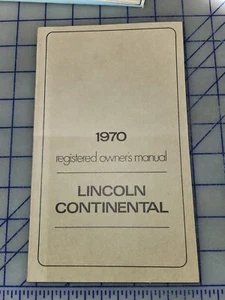 1970
registered owner's manual
LINCOLN
CONTINENTAL